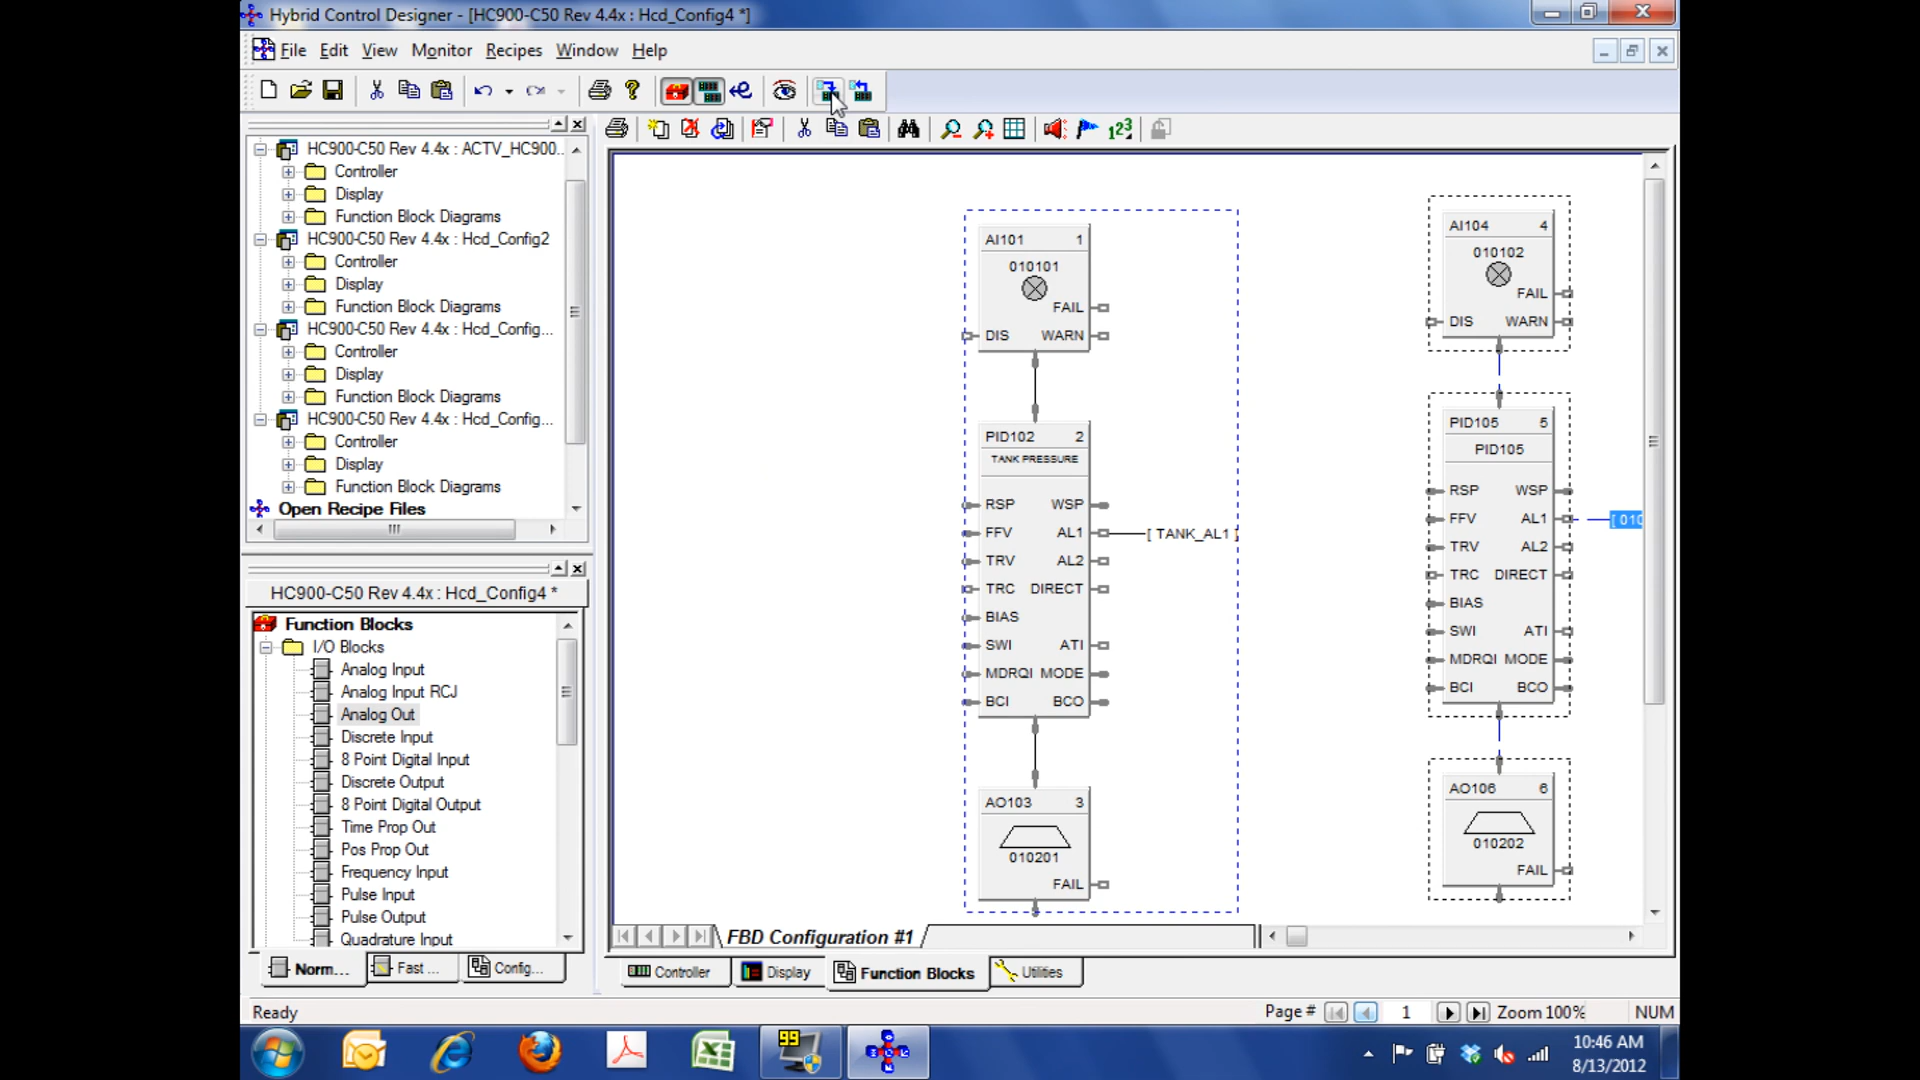 Hybrid Control Designer - [HC900-C50 Rev 4.4x : Hcd_Config4 *]
File Edit View Monitor Recipes Window Help
HC900-C50 Rev 4.4x : ACTV_HC900...
Controller
Display
Function Block Diagrams
HC900-C50 Rev 4.4x : Hcd_Config2
Controller
Display
Function Block Diagrams
HC900-C50 Rev 4.4x : Hcd_Config...
Controller
Display
Function Block Diagrams
HC900-C50 Rev 4.4x : Hcd_Config...
Controller
Display
Function Block Diagrams
Open Recipe Files
HC900-C50 Rev 4.4x : Hcd_Config4 *
Function Blocks
I/O Blocks
Analog Input
Analog Input RCJ
Analog Out
Discrete Input
8 Point Digital Input
Discrete Output
8 Point Digital Output
Time Prop Out
Pos Prop Out
Frequency Input
Pulse Input
Pulse Output
Quadrature Input
Norm... Fast ... Config...
123
AI101 1
010101
FAIL
DIS WARN
PID102 2
TANK PRESSURE
RSP WSP
FFV AL1 [ TANK_AL1 ]
TRV AL2
TRC DIRECT
BIAS
SWI ATI
MDRQI MODE
BCI BCO
AO103 3
010201
FAIL
AI104 4
010102
FAIL
DIS WARN
PID105 5
PID105
RSP WSP
FFV AL1 [ 010
TRV AL2
TRC DIRECT
BIAS
SWI ATI
MDRQI MODE
BCI BCO
AO106 6
010202
FAIL
FBD Configuration #1
Controller Display Function Blocks Utilities
Ready Page # 1 Zoom 100% NUM
99
10:46 AM
8/13/2012